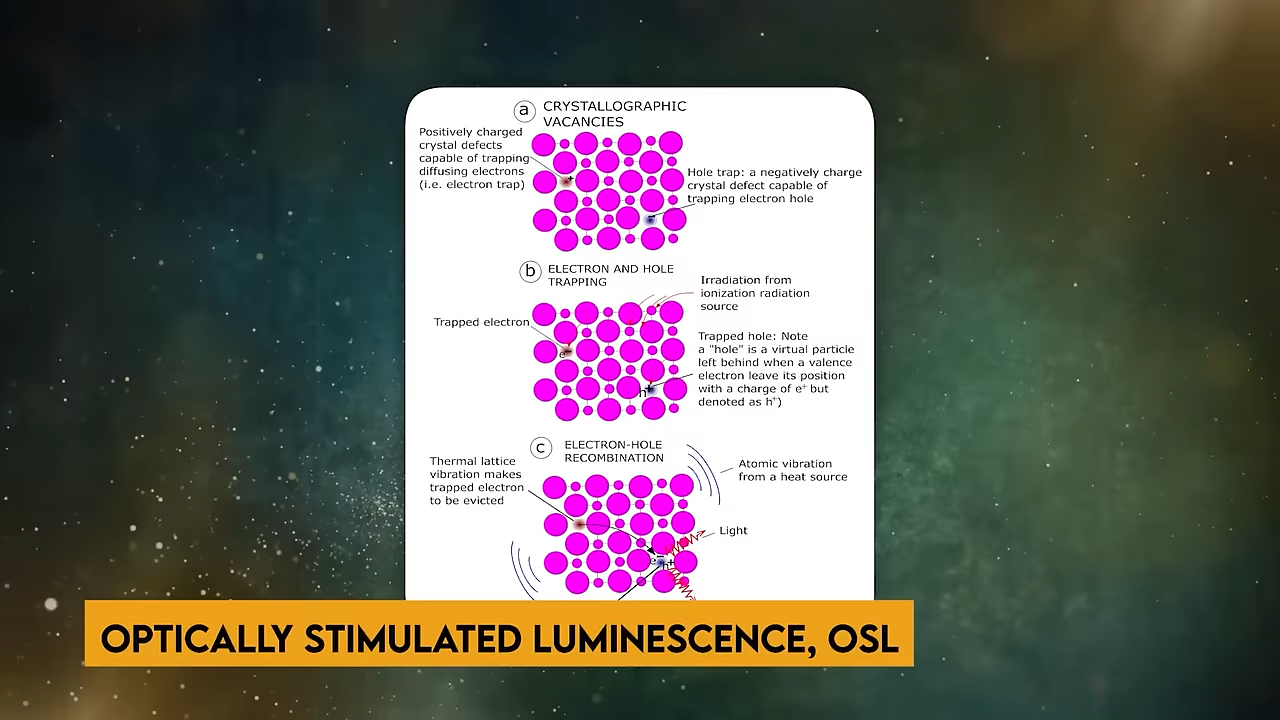 a
CRYSTALLOGRAPHIC
VACANCIES
Positively charged
crystal defects
capable of trapping
diffusing electrons
(i.e. electron trap)
+
Hole trap: a negatively charge
crystal defect capable of
trapping electron hole
−
b
ELECTRON AND HOLE
TRAPPING
Irradiation from
ionization radiation
source
Trapped electron
e⁻
Trapped hole: Note
a "hole" is a virtual particle
left behind when a valence
electron leave its position
with a charge of e⁺ but
denoted as h⁺)
h⁺
c
ELECTRON-HOLE
RECOMBINATION
Thermal lattice
vibration makes
trapped electron
to be evicted
Atomic vibration
from a heat source
Light
e⁻ h⁺
OPTICALLY STIMULATED LUMINESCENCE, OSL